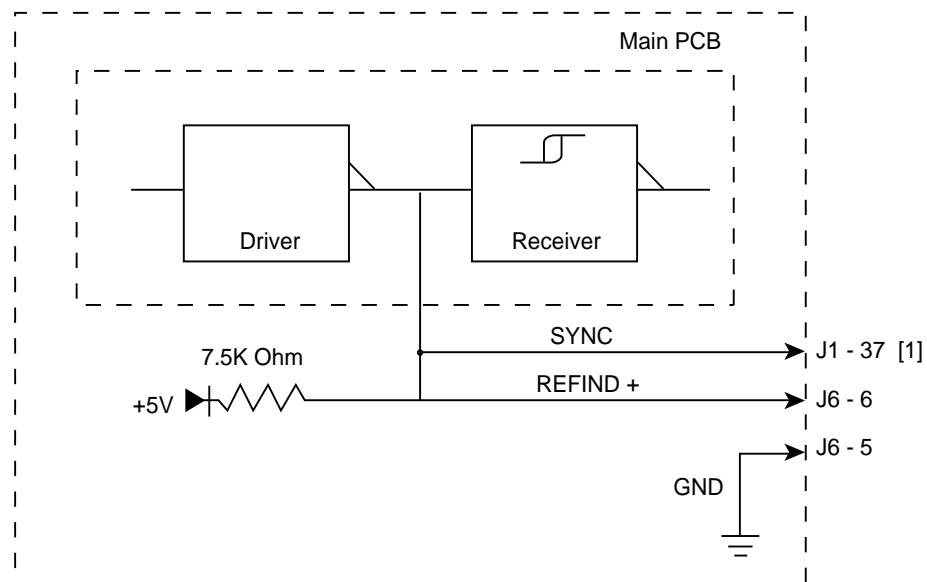 Main PCB
Driver
Receiver
SYNC
J1 - 37 [1]
7.5K Ohm
REFIND +
+5V
J6 - 6
J6 - 5
GND